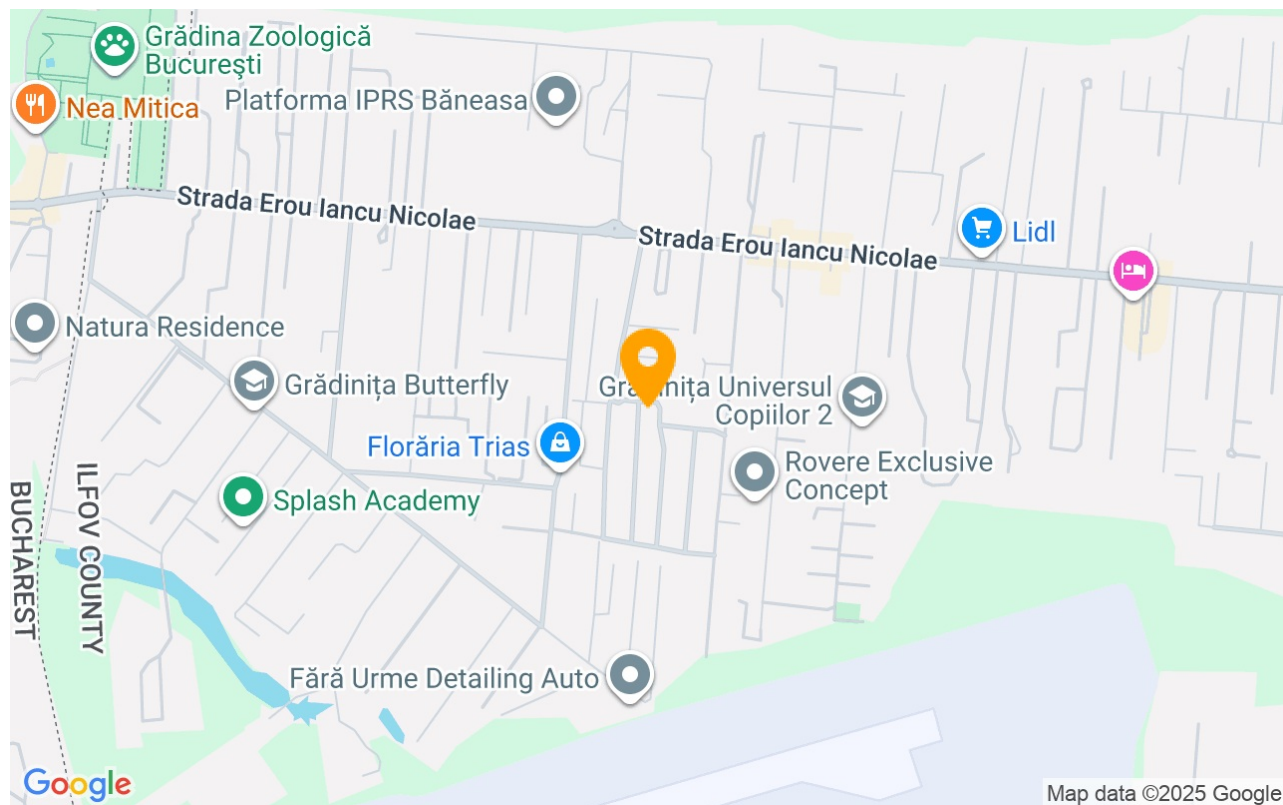 Grădina Zoologică
Bucureşti
Nea Mitica
Platforma IPRS Băneasa
Strada Erou Iancu Nicolae
Strada Erou Iancu Nicolae
Lidl
Natura Residence
Grădinița Butterfly
Grădinița Universul
Copiilor 2
Florăria Trias
Rovere Exclusive
Concept
Splash Academy
BUCHAREST
ILFOV COUNTY
Fără Urme Detailing Auto
Google
Map data ©2025 Google